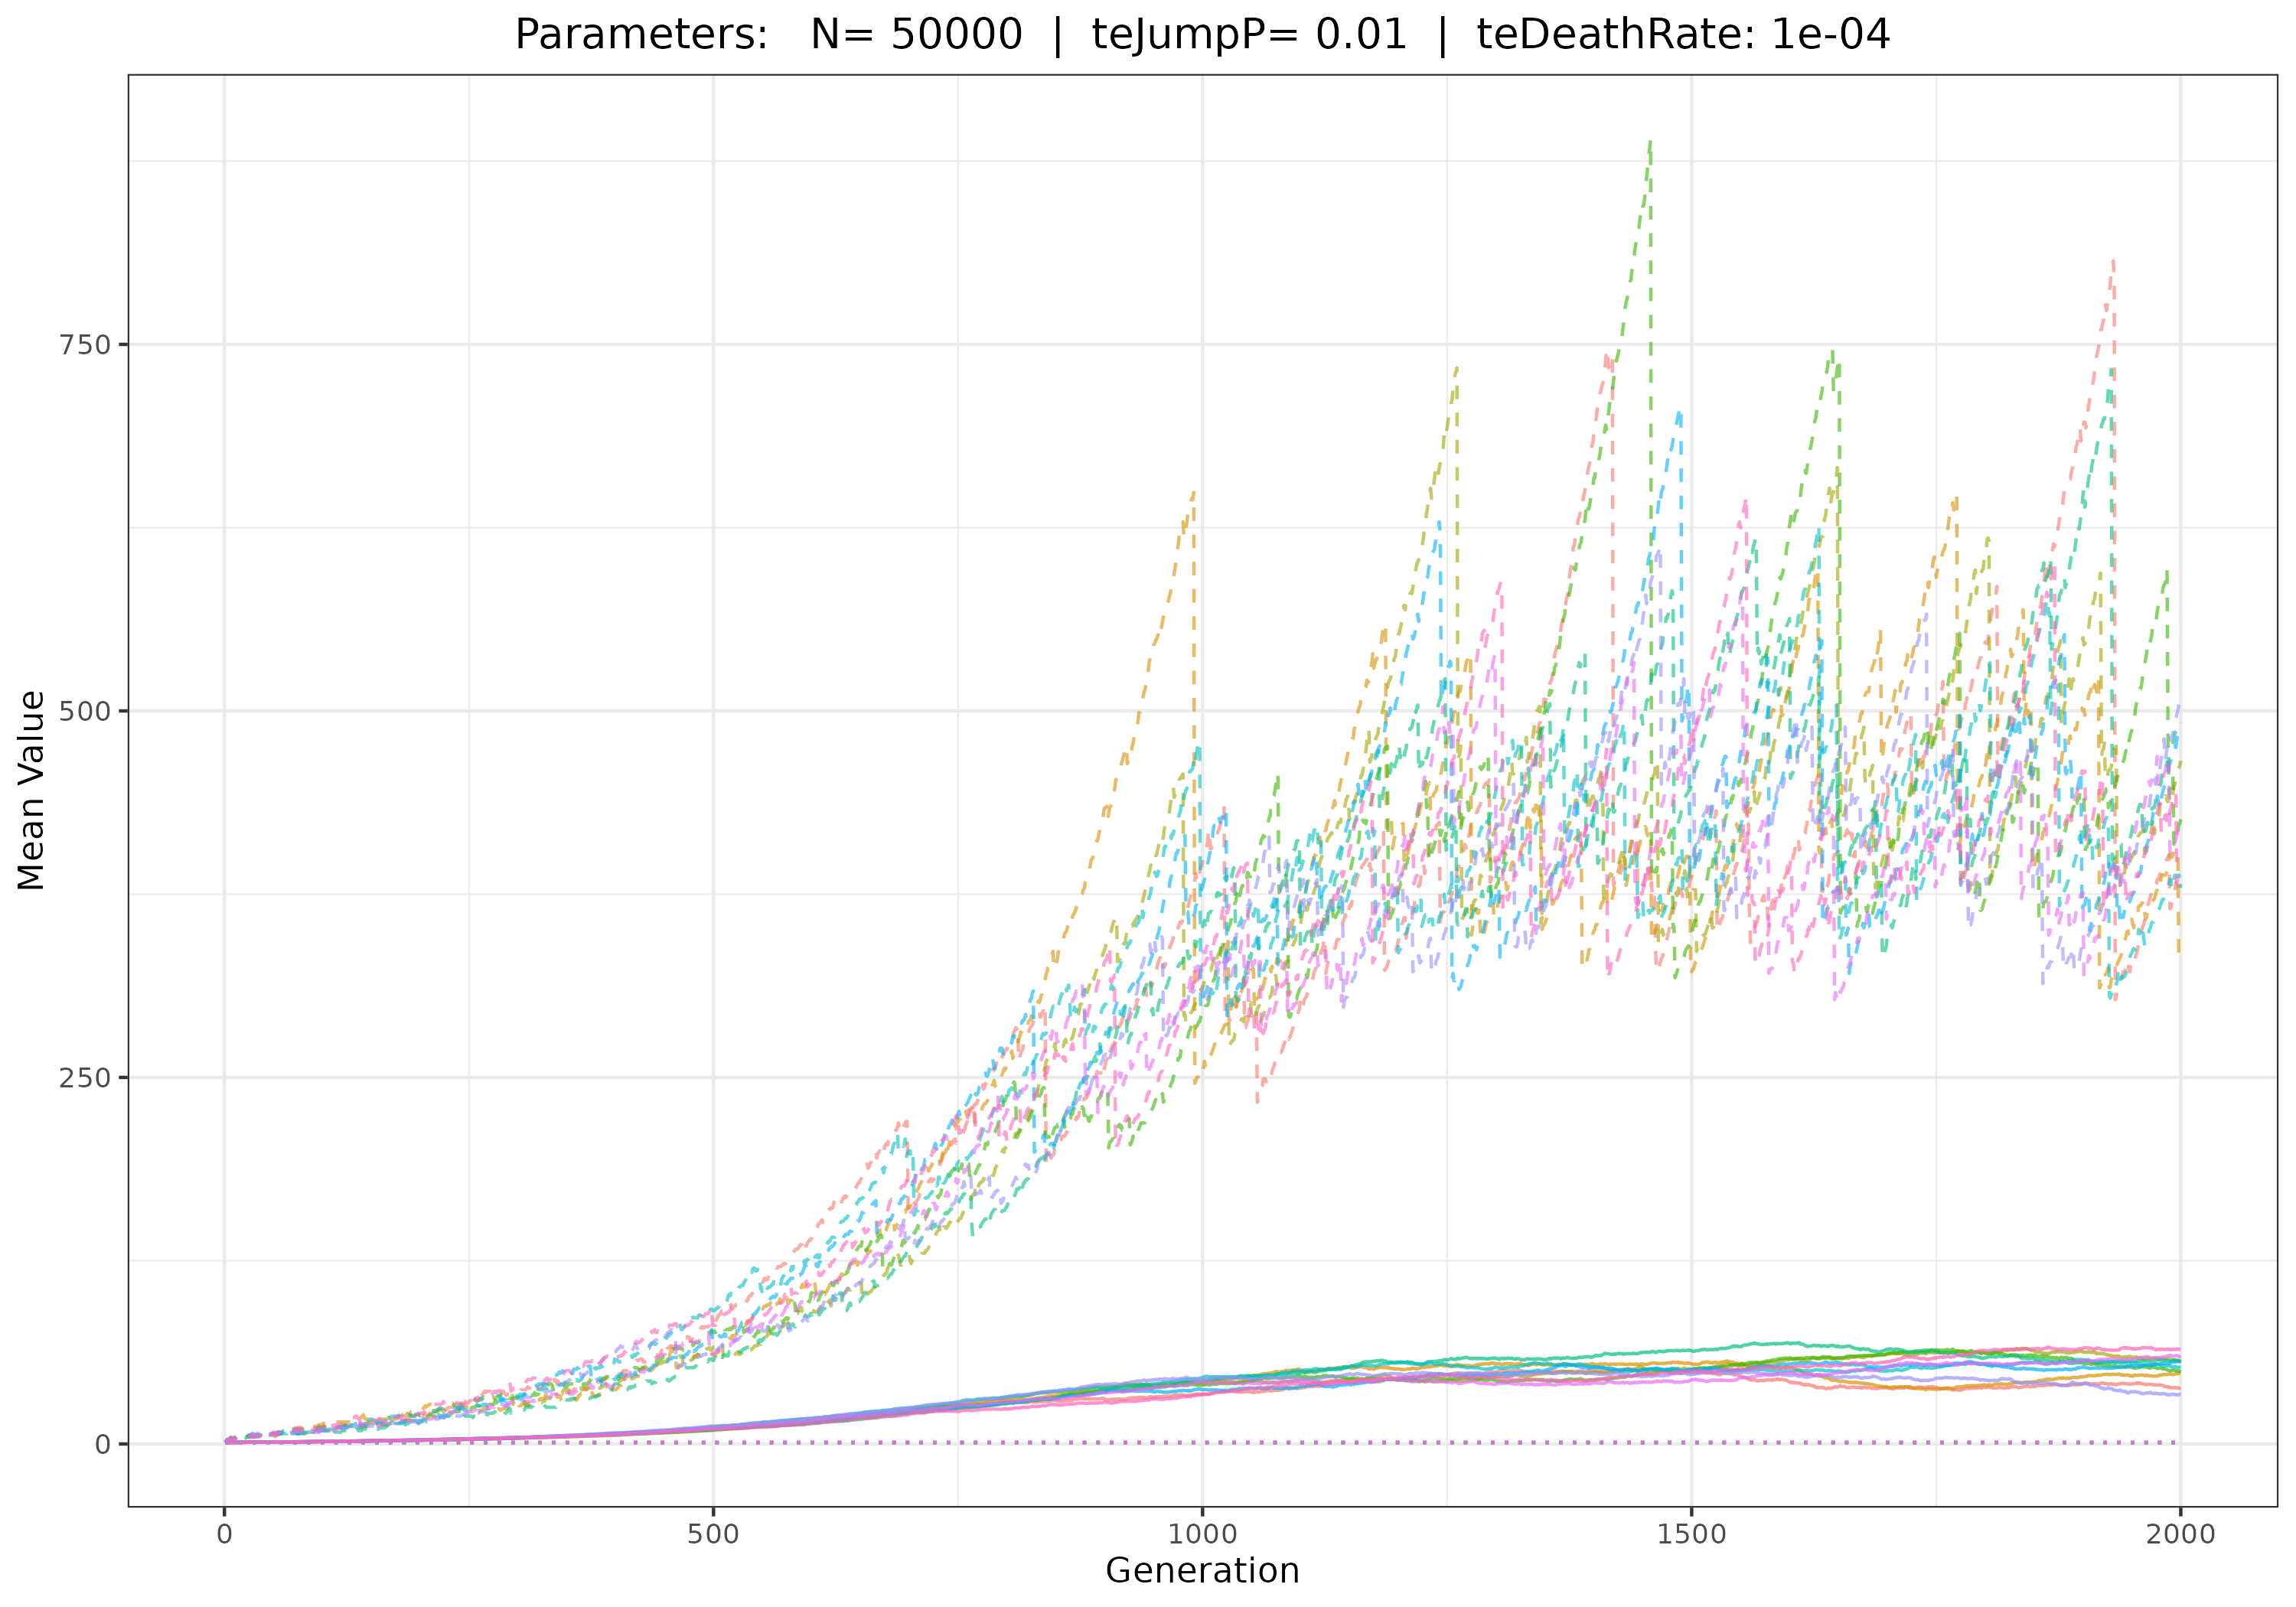 Parameters:   N= 50000  |  teJumpP= 0.01  |  teDeathRate: 1e-04
Mean Value
750
500
250
0
0 500 1000 1500 2000
Generation